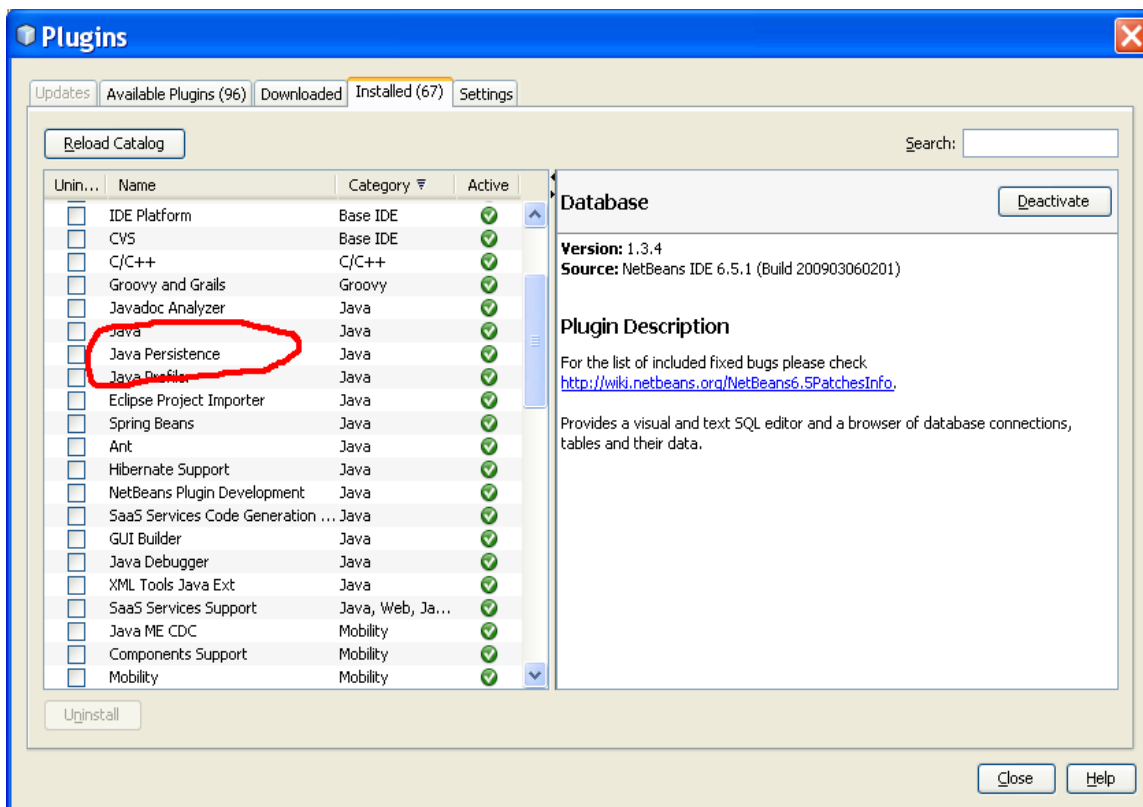 Plugins
Updates Available Plugins (96) Downloaded Installed (67) Settings
Reload Catalog Search:
Unin... Name Category Active
IDE Platform Base IDE
CVS Base IDE
C/C++ C/C++
Groovy and Grails Groovy
Javadoc Analyzer Java
Java Java
Java Persistence Java
Java Profiler Java
Eclipse Project Importer Java
Spring Beans Java
Ant Java
Hibernate Support Java
NetBeans Plugin Development Java
SaaS Services Code Generation ... Java
GUI Builder Java
Java Debugger Java
XML Tools Java Ext Java
SaaS Services Support Java, Web, Ja...
Java ME CDC Mobility
Components Support Mobility
Mobility Mobility
Uninstall
Database Deactivate
Version: 1.3.4
Source: NetBeans IDE 6.5.1 (Build 200903060201)
Plugin Description
For the list of included fixed bugs please check
http://wiki.netbeans.org/NetBeans6.5PatchesInfo.
Provides a visual and text SQL editor and a browser of database connections,
tables and their data.
Close Help